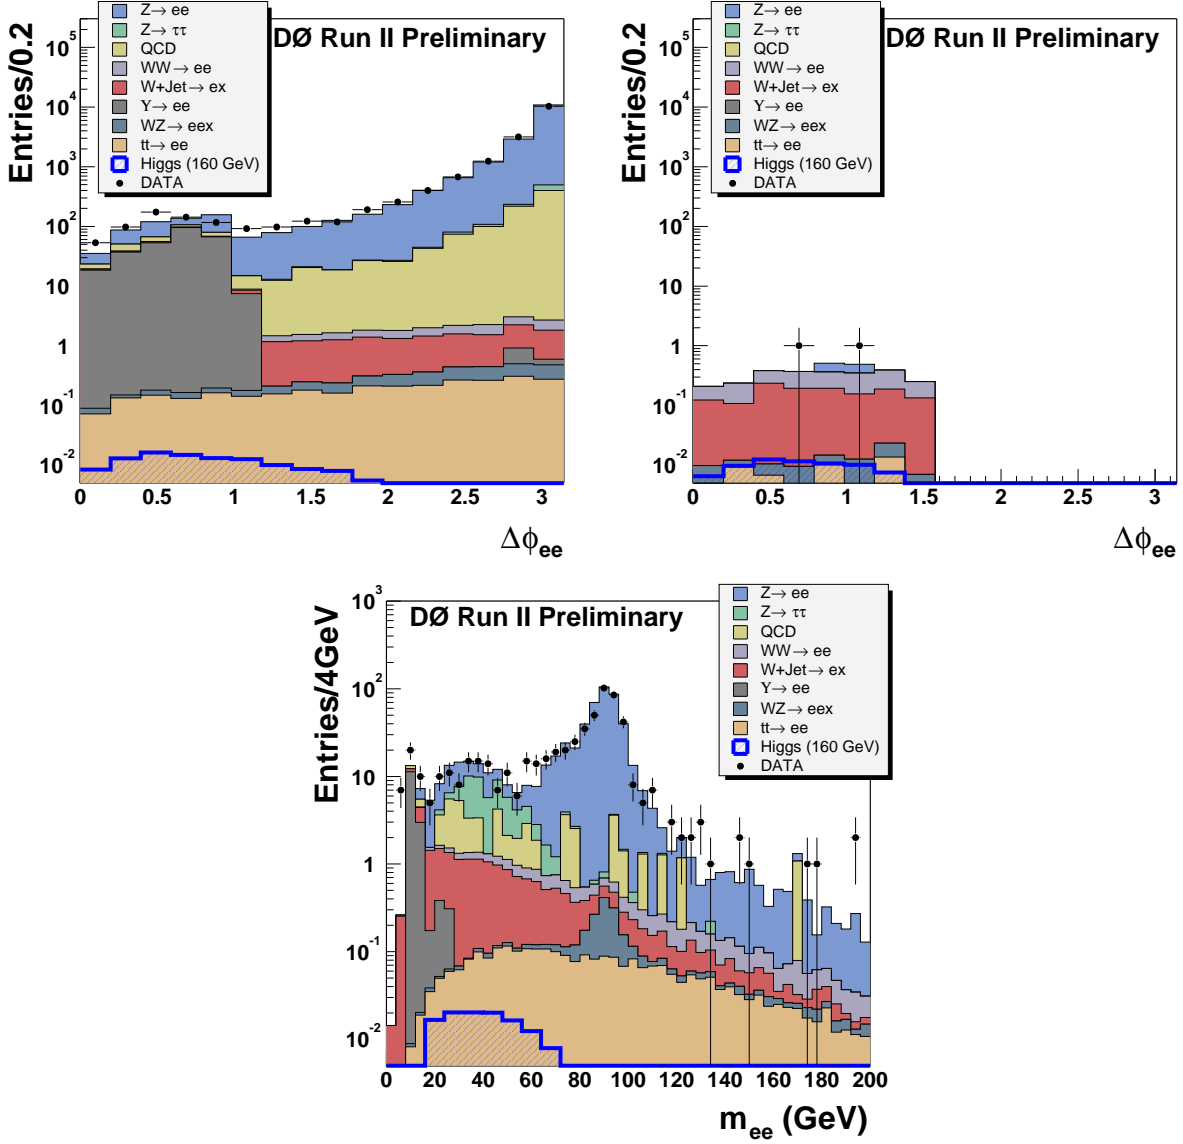 Entries/0.2
DØ Run II Preliminary
Z→ ee
Z→ ττ
QCD
WW→ ee
W+Jet→ ex
Υ→ ee
WZ→ eex
tt→ ee
Higgs (160 GeV)
DATA
10^5
10^4
10^3
10^2
10
1
10^-1
10^-2
0 0.5 1 1.5 2 2.5 3
Δϕee
Entries/0.2
DØ Run II Preliminary
Z→ ee
Z→ ττ
QCD
WW→ ee
W+Jet→ ex
Υ→ ee
WZ→ eex
tt→ ee
Higgs (160 GeV)
DATA
10^5
10^4
10^3
10^2
10
1
10^-1
10^-2
0 0.5 1 1.5 2 2.5 3
Δϕee
Entries/4GeV
DØ Run II Preliminary
Z→ ee
Z→ ττ
QCD
WW→ ee
W+Jet→ ex
Υ→ ee
WZ→ eex
tt→ ee
Higgs (160 GeV)
DATA
10^3
10^2
10
1
10^-1
10^-2
0 20 40 60 80 100 120 140 160 180 200
mee (GeV)